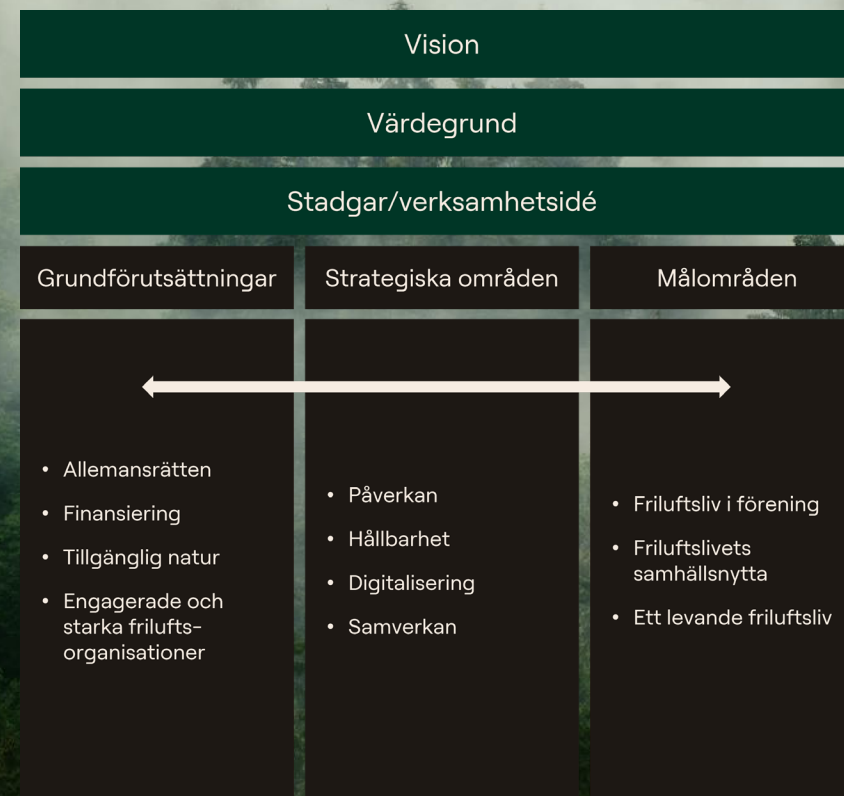 Vision
Värdegrund
Stadgar/verksamhetsidé
Grundförutsättningar
Strategiska områden
Målområden
• Allemansrätten
• Finansiering
• Tillgänglig natur
• Engagerade och
starka frilufts-
organisationer
• Påverkan
• Hållbarhet
• Digitalisering
• Samverkan
• Friluftsliv i förening
• Friluftslivets
samhällsnytta
• Ett levande friluftsliv